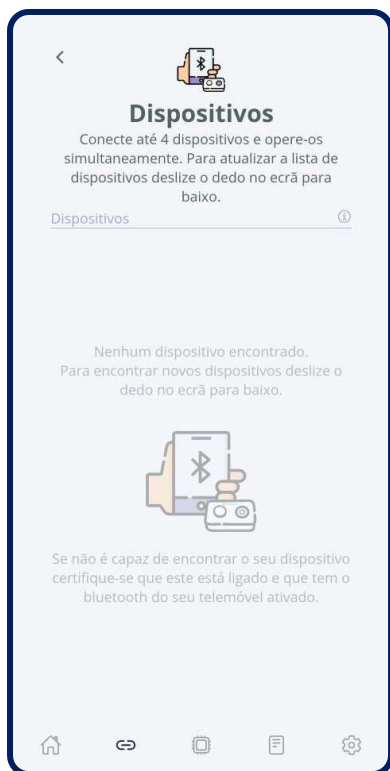 Dispositivos
Conecte até 4 dispositivos e opere-os
simultaneamente. Para atualizar a lista de
dispositivos deslize o dedo no ecrã para
baixo.
Dispositivos
Nenhum dispositivo encontrado.
Para encontrar novos dispositivos deslize o
dedo no ecrã para baixo.
Se não é capaz de encontrar o seu dispositivo
certifique-se que este está ligado e que tem o
bluetooth do seu telemóvel ativado.